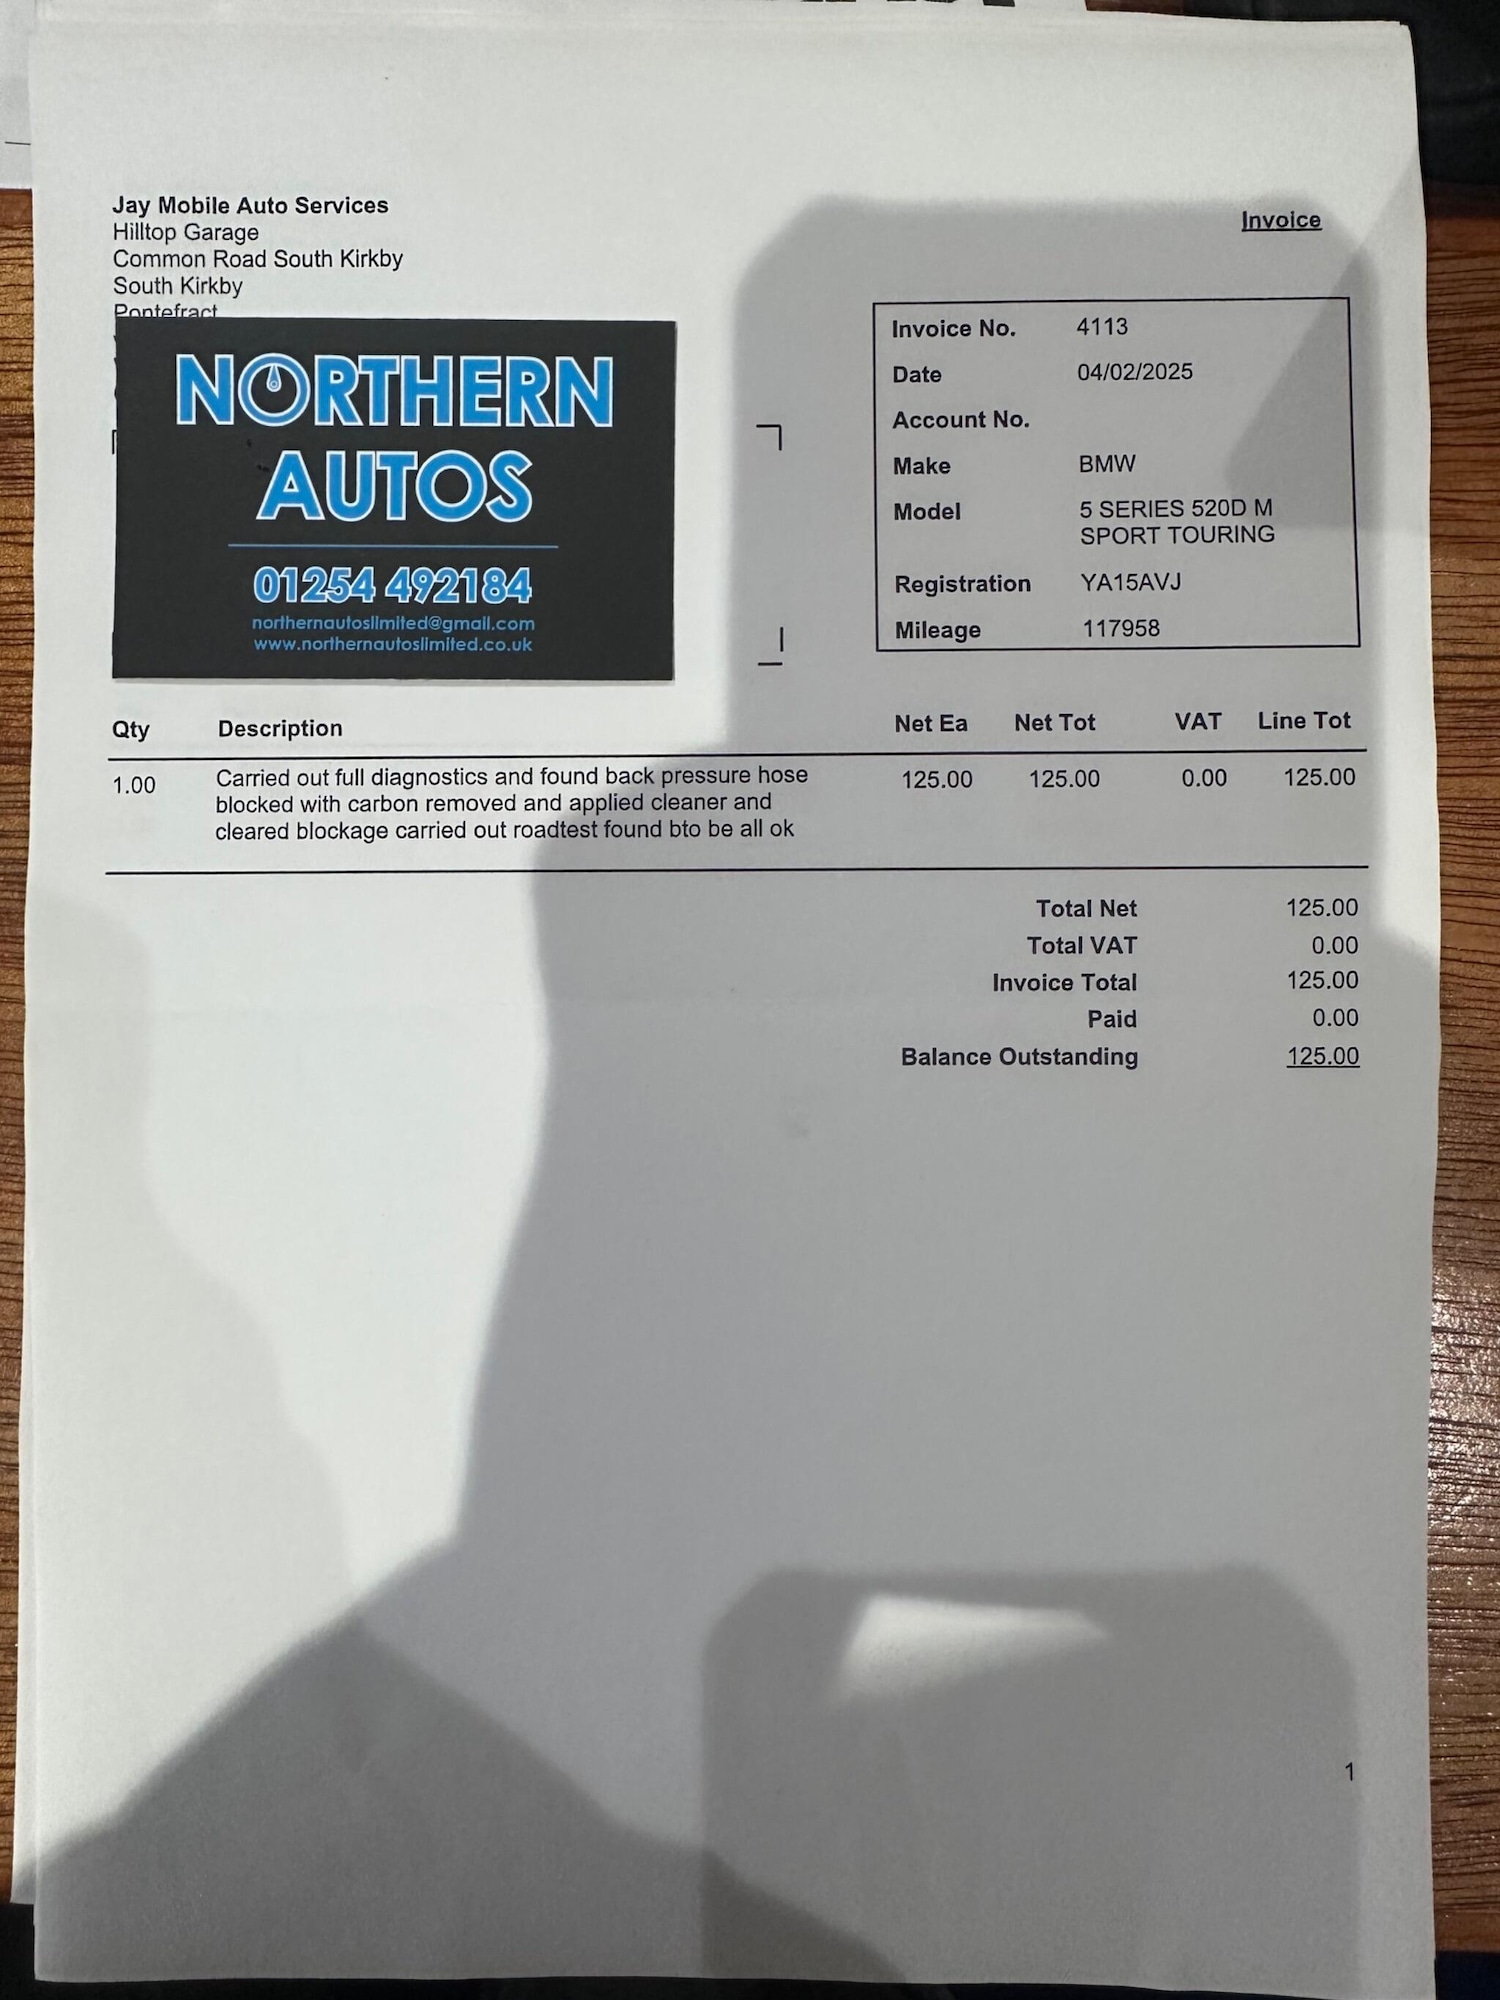 Jay Mobile Auto Services
Hilltop Garage
Common Road South Kirkby
South Kirkby
Pontefract
NORTHERN
AUTOS
01254 492184
northernautoslimited@gmail.com
www.northernautoslimited.co.uk
Invoice
Invoice No. 4113
Date 04/02/2025
Account No.
Make BMW
Model 5 SERIES 520D M
SPORT TOURING
Registration YA15AVJ
Mileage 117958
Qty Description Net Ea Net Tot VAT Line Tot
1.00 Carried out full diagnostics and found back pressure hose 125.00 125.00 0.00 125.00
blocked with carbon removed and applied cleaner and
cleared blockage carried out roadtest found bto be all ok
Total Net 125.00
Total VAT 0.00
Invoice Total 125.00
Paid 0.00
Balance Outstanding 125.00
1